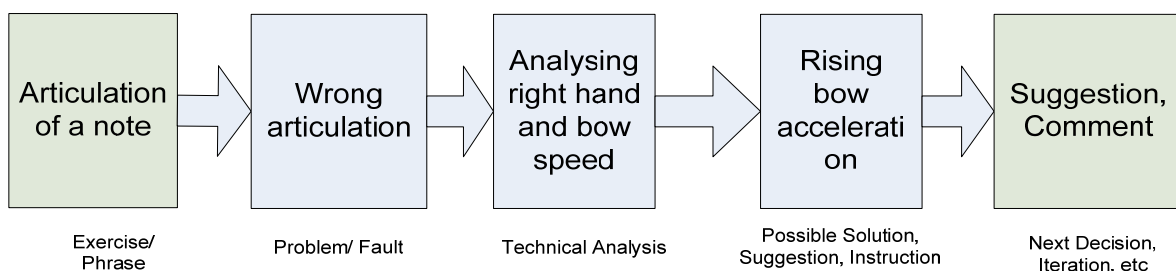 Articulation
of a note
Wrong
articulation
Analysing
right hand
and bow
speed
Rising
bow
accelerati
on
Suggestion,
Comment
Exercise/
Phrase
Problem/ Fault
Technical Analysis
Possible Solution,
Suggestion, Instruction
Next Decision,
Iteration, etc